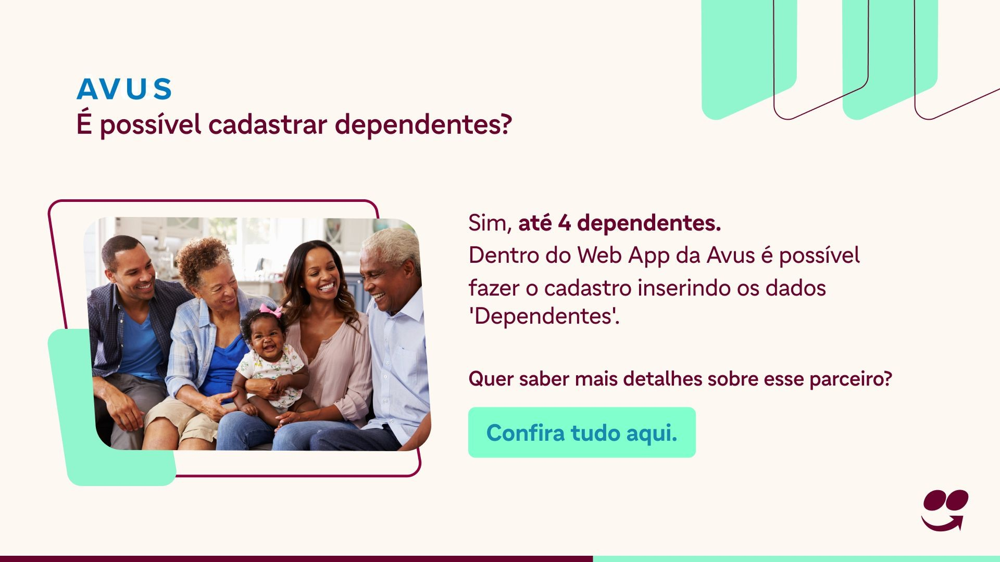 AVUS
É possível cadastrar dependentes?
Sim, até 4 dependentes.
Dentro do Web App da Avus é possível
fazer o cadastro inserindo os dados
'Dependentes'.
Quer saber mais detalhes sobre esse parceiro?
Confira tudo aqui.